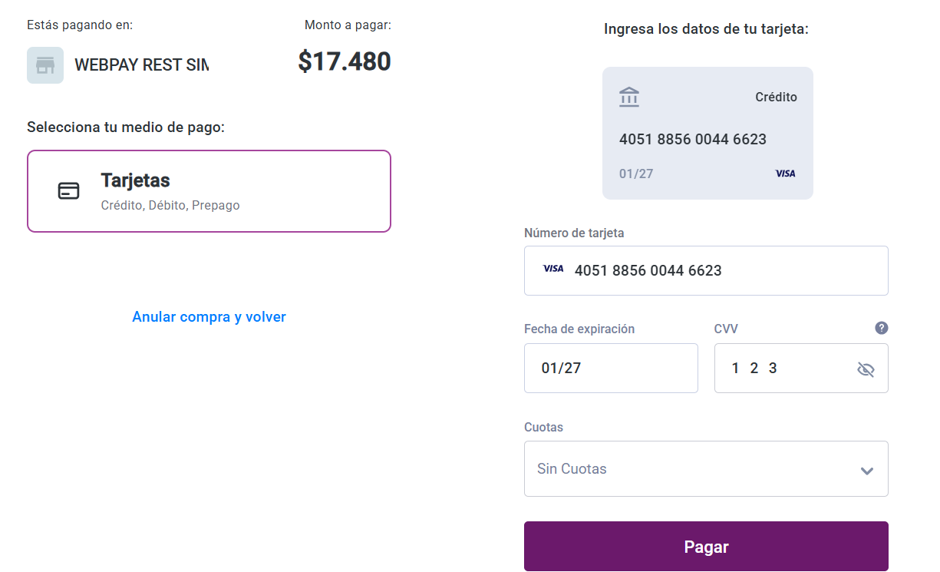 Estás pagando en:
Monto a pagar:
WEBPAY REST SIM
$17.480
Selecciona tu medio de pago:
Tarjetas
Crédito, Débito, Prepago
Anular compra y volver
Ingresa los datos de tu tarjeta:
Crédito
4051 8856 0044 6623
01/27
VISA
Número de tarjeta
VISA 4051 8856 0044 6623
Fecha de expiración
CVV
?
01/27
1 2 3
Cuotas
Sin Cuotas
Pagar